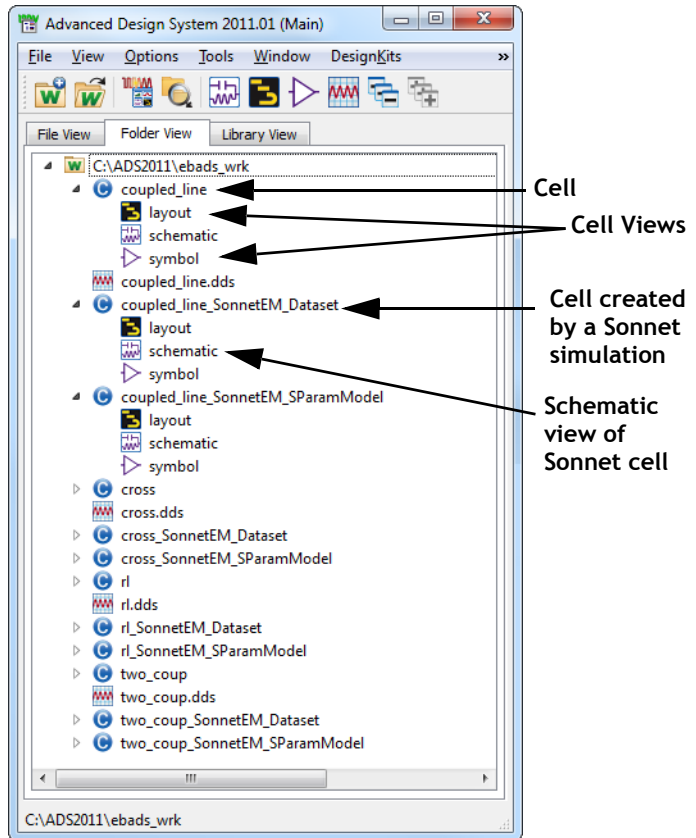 Advanced Design System 2011.01 (Main)
File View Options Tools Window DesignKits »
File View Folder View Library View
C:\ADS2011\ebads_wrk
coupled_line
layout
schematic
symbol
coupled_line.dds
coupled_line_SonnetEM_Dataset
layout
schematic
symbol
coupled_line_SonnetEM_SParamModel
layout
schematic
symbol
cross
cross.dds
cross_SonnetEM_Dataset
cross_SonnetEM_SParamModel
rl
rl.dds
rl_SonnetEM_Dataset
rl_SonnetEM_SParamModel
two_coup
two_coup.dds
two_coup_SonnetEM_Dataset
two_coup_SonnetEM_SParamModel
C:\ADS2011\ebads_wrk
Cell
Cell Views
Cell created
by a Sonnet
simulation
Schematic
view of
Sonnet cell